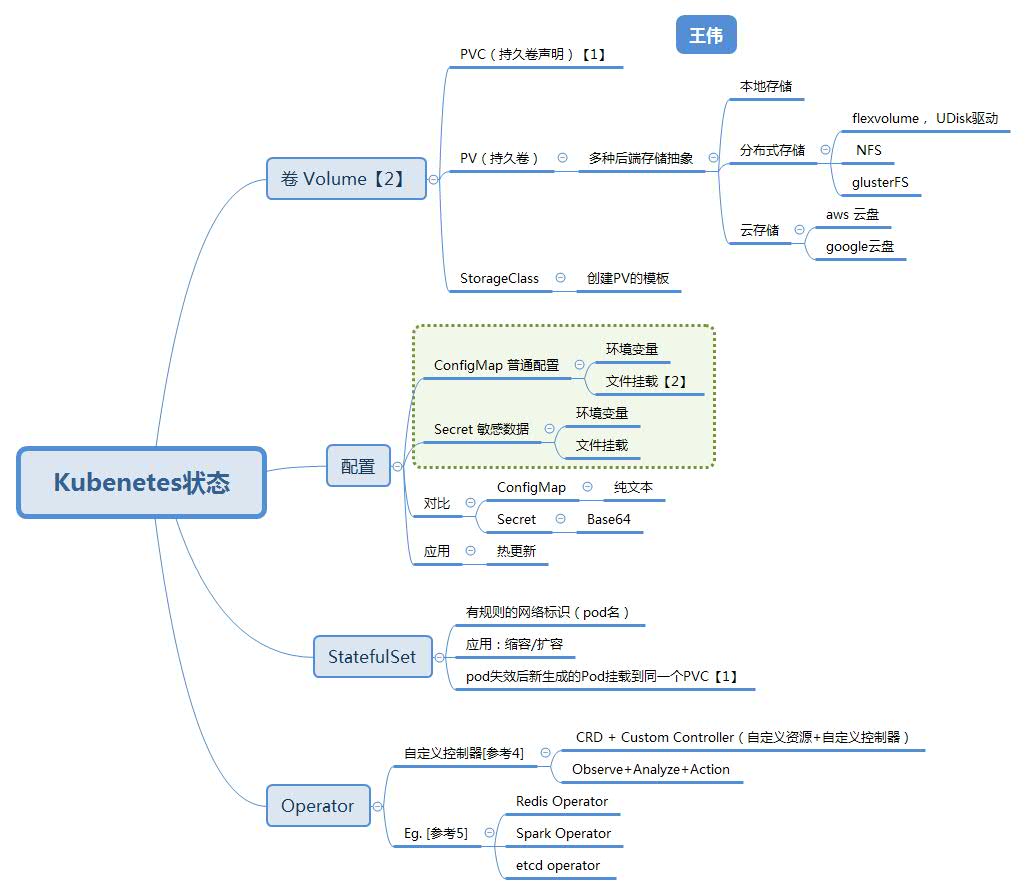 王伟
Kubenetes状态
卷 Volume【2】
PVC（持久卷声明）【1】
PV（持久卷）
多种后端存储抽象
本地存储
分布式存储
flexvolume， UDisk驱动
NFS
glusterFS
云存储
aws 云盘
google云盘
StorageClass
创建PV的模板
配置
ConfigMap 普通配置
环境变量
文件挂载【2】
Secret 敏感数据
环境变量
文件挂载
对比
ConfigMap
纯文本
Secret
Base64
应用
热更新
StatefulSet
有规则的网络标识（pod名）
应用：缩容/扩容
pod失效后新生成的Pod挂载到同一个PVC【1】
Operator
自定义控制器[参考4]
CRD + Custom Controller（自定义资源+自定义控制器）
Observe+Analyze+Action
Eg. [参考5]
Redis Operator
Spark Operator
etcd operator